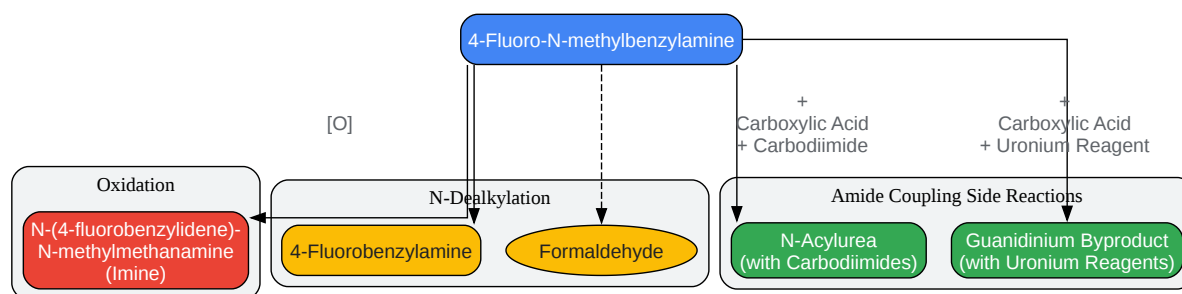 4-Fluoro-N-methylbenzylamine
[O]
+
Carboxylic Acid
+ Carbodiimide
+
Carboxylic Acid
+ Uronium Reagent
Oxidation
N-(4-fluorobenzylidene)-
N-methylmethanamine
(Imine)
N-Dealkylation
4-Fluorobenzylamine
Formaldehyde
Amide Coupling Side Reactions
N-Acylurea
(with Carbodiimides)
Guanidinium Byproduct
(with Uronium Reagents)